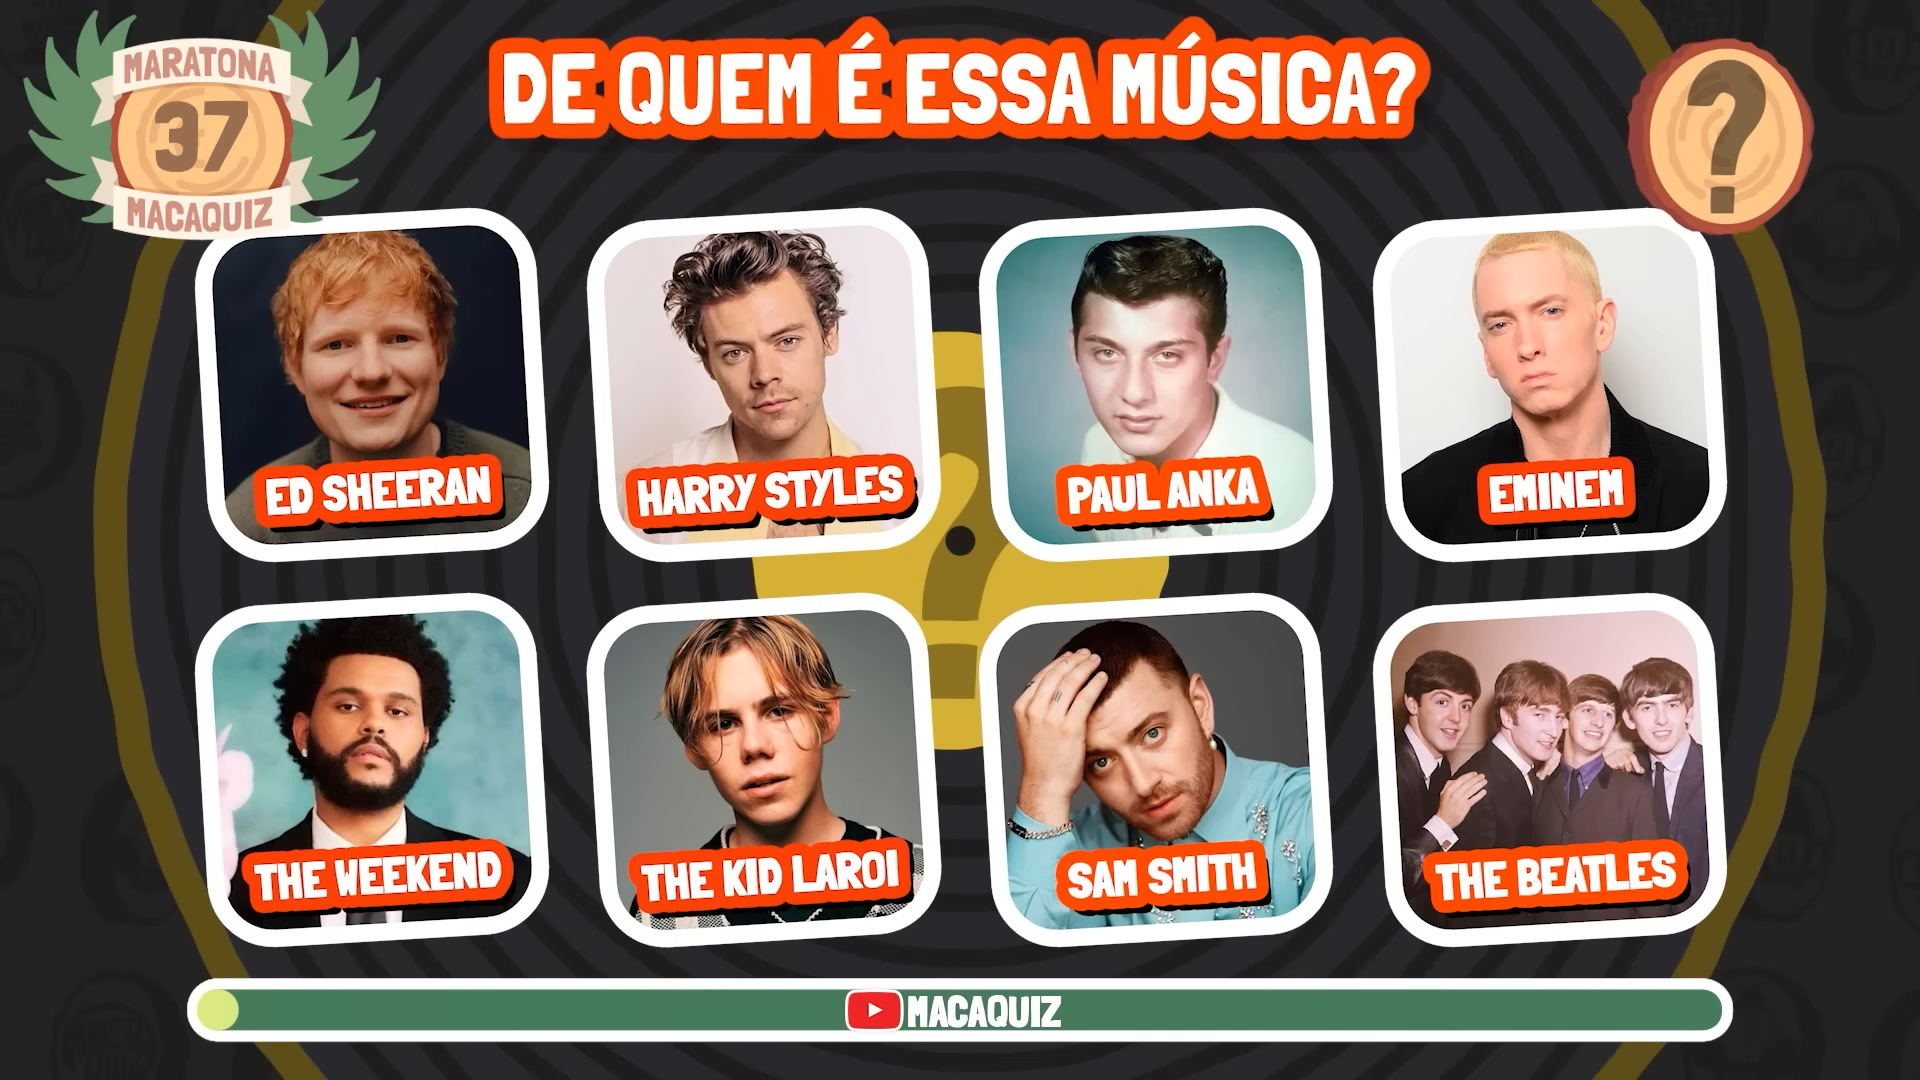 MARATONA
37
MACAQUIZ
DE QUEM É ESSA MÚSICA?
?
ED SHEERAN
HARRY STYLES
PAUL ANKA
EMINEM
?
THE WEEKEND
THE KID LAROI
SAM SMITH
THE BEATLES
MACAQUIZ